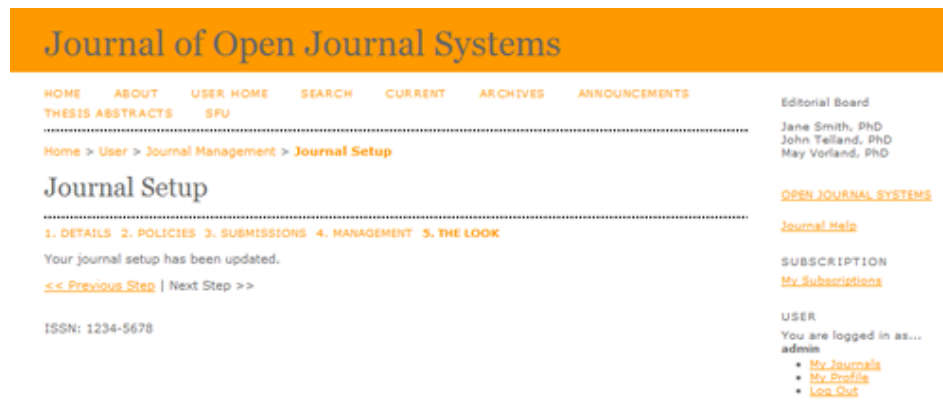 Journal of Open Journal Systems
HOME ABOUT USER HOME SEARCH CURRENT ARCHIVES ANNOUNCEMENTS
THESIS ABSTRACTS SFU
Home > User > Journal Management > Journal Setup
Journal Setup
1. DETAILS 2. POLICIES 3. SUBMISSIONS 4. MANAGEMENT 5. THE LOOK
Your journal setup has been updated.
<< Previous Step | Next Step >>
ISSN: 1234-5678
Editorial Board
Jane Smith, PhD
John Telland, PhD
May Vorland, PhD
OPEN JOURNAL SYSTEMS
Journal Help
SUBSCRIPTION
My Subscriptions
USER
You are logged in as...
admin
• My Journals
• My Profile
• Log Out